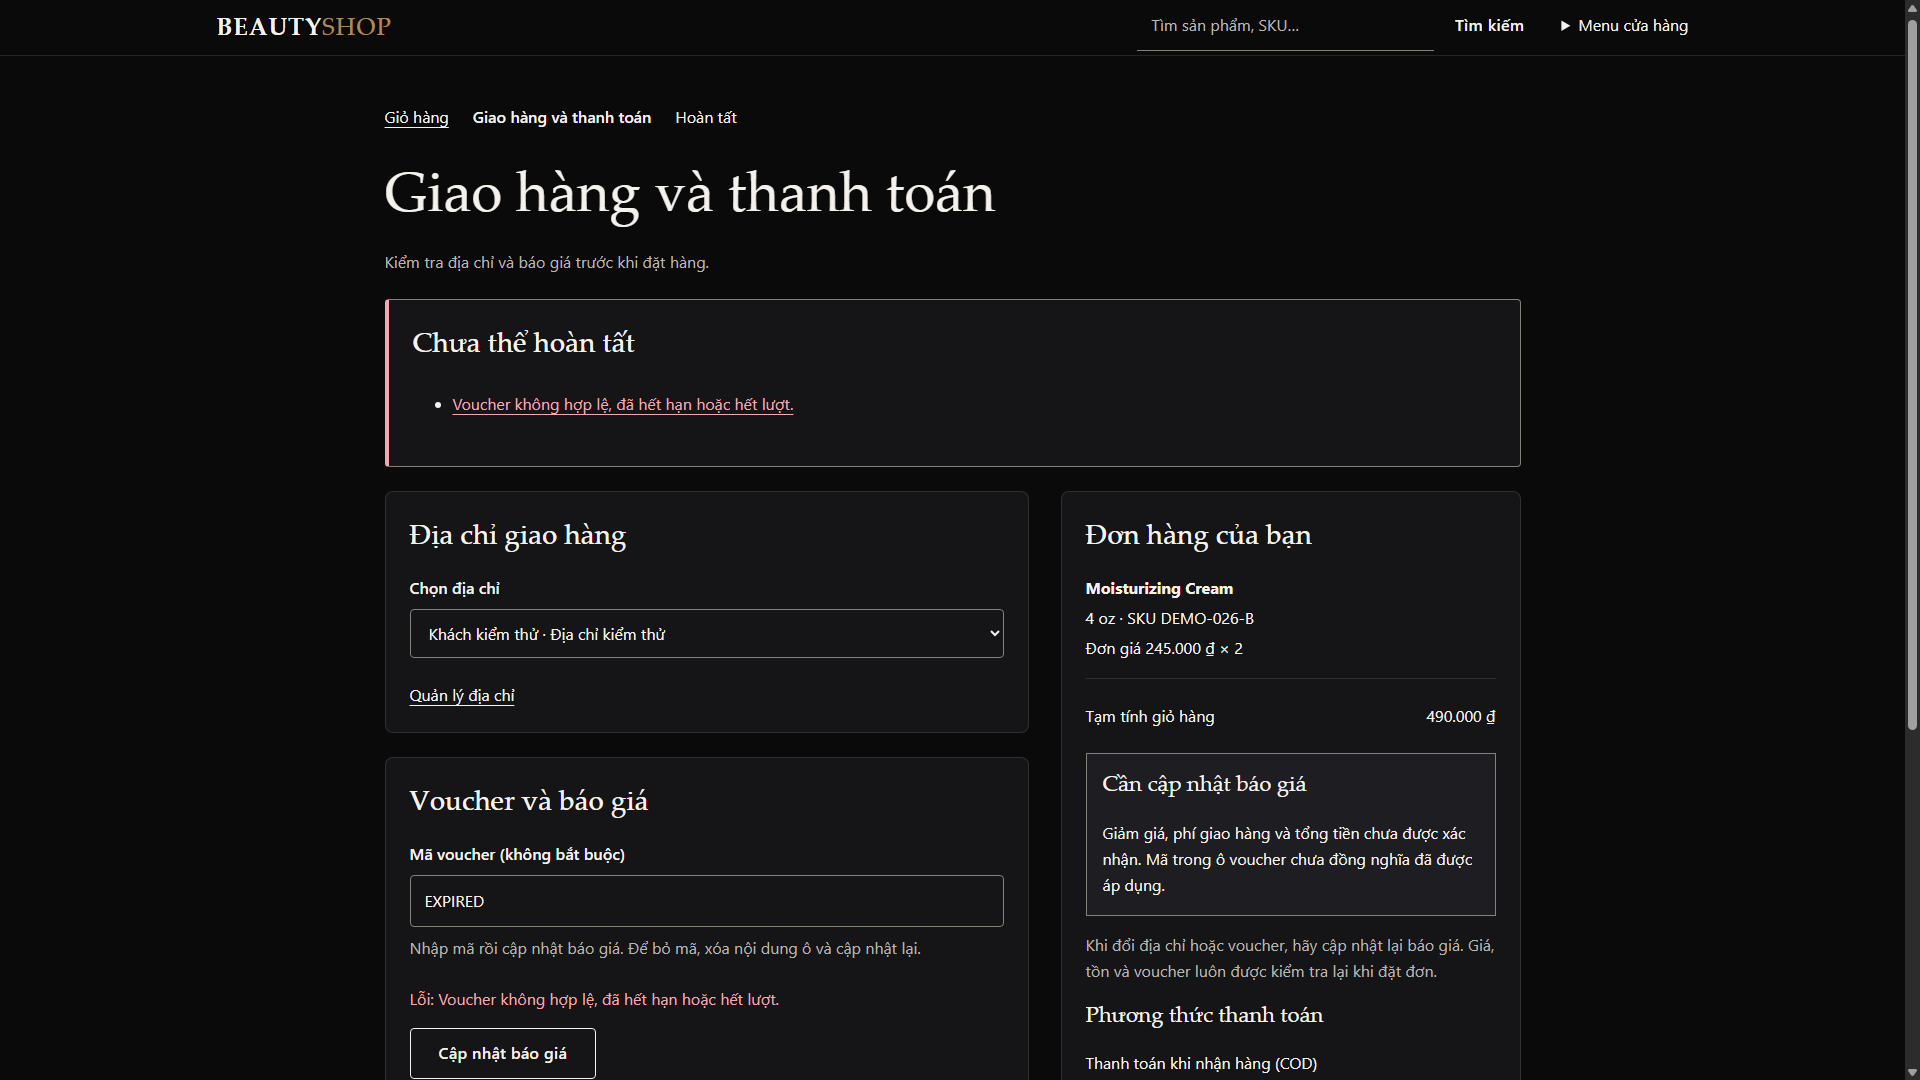 BEAUTYSHOP
Tìm sản phẩm, SKU...
Tìm kiếm
Menu cửa hàng
Giỏ hàng
Giao hàng và thanh toán
Hoàn tất
Giao hàng và thanh toán
Kiểm tra địa chỉ và báo giá trước khi đặt hàng.
Chưa thể hoàn tất
Voucher không hợp lệ, đã hết hạn hoặc hết lượt.
Địa chỉ giao hàng
Chọn địa chỉ
Khách kiểm thử · Địa chỉ kiểm thử
Quản lý địa chỉ
Voucher và báo giá
Mã voucher (không bắt buộc)
EXPIRED
Nhập mã rồi cập nhật báo giá. Để bỏ mã, xóa nội dung ô và cập nhật lại.
Lỗi: Voucher không hợp lệ, đã hết hạn hoặc hết lượt.
Cập nhật báo giá
Đơn hàng của bạn
Moisturizing Cream
4 oz · SKU DEMO-026-B
Đơn giá 245.000 ₫ × 2
Tạm tính giỏ hàng 490.000 ₫
Cần cập nhật báo giá
Giảm giá, phí giao hàng và tổng tiền chưa được xác
nhận. Mã trong ô voucher chưa đồng nghĩa đã được
áp dụng.
Khi đổi địa chỉ hoặc voucher, hãy cập nhật lại báo giá. Giá,
tồn và voucher luôn được kiểm tra lại khi đặt đơn.
Phương thức thanh toán
Thanh toán khi nhận hàng (COD)